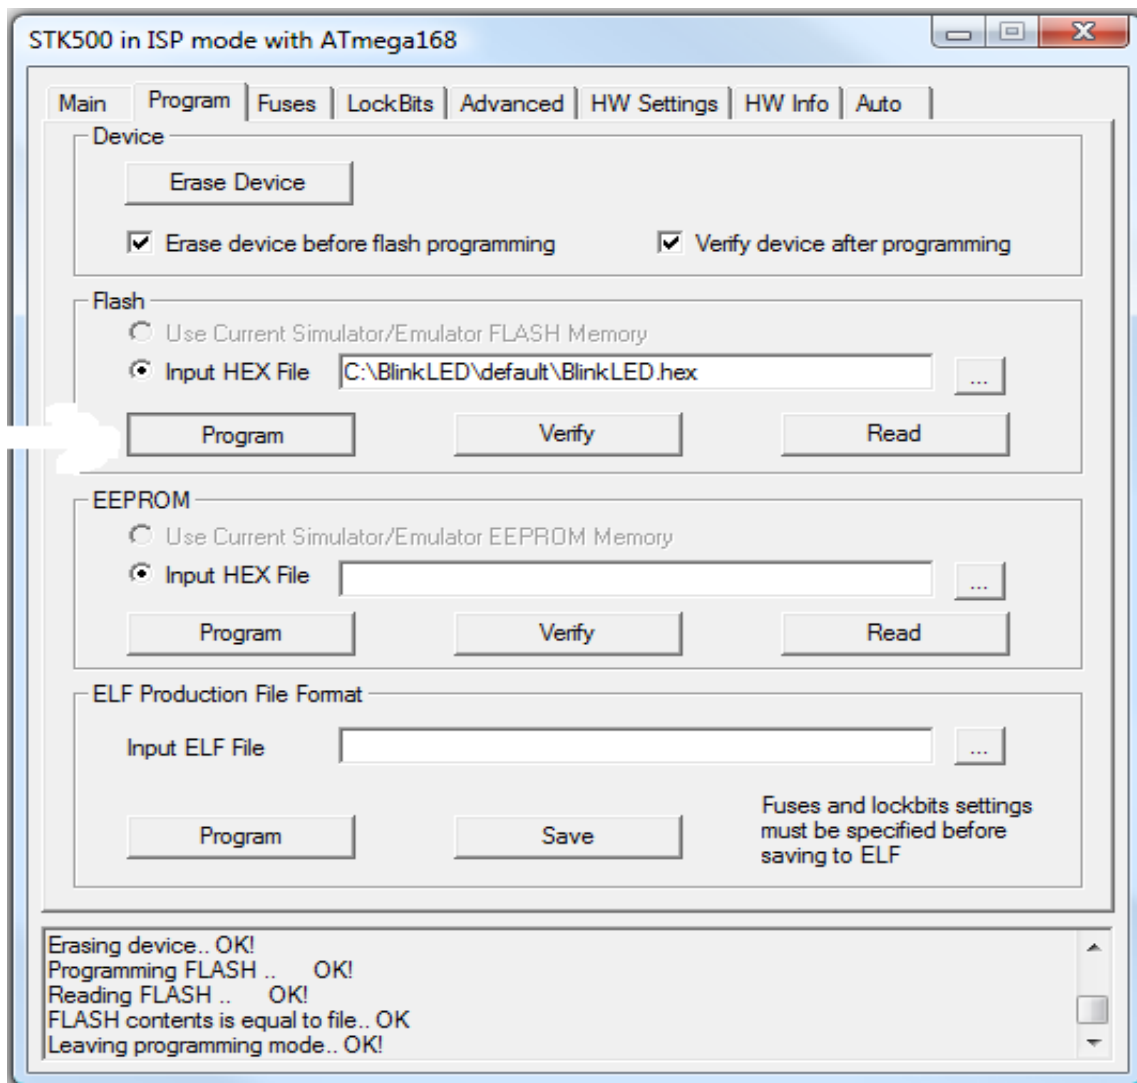 STK500 in ISP mode with ATmega168
Main Program Fuses LockBits Advanced HW Settings HW Info Auto
Device
Erase Device
Erase device before flash programming Verify device after programming
Flash
Use Current Simulator/Emulator FLASH Memory
Input HEX File C:\BlinkLED\default\BlinkLED.hex ...
Program Verify Read
EEPROM
Use Current Simulator/Emulator EEPROM Memory
Input HEX File ...
Program Verify Read
ELF Production File Format
Input ELF File ...
Program Save Fuses and lockbits settings
must be specified before
saving to ELF
Erasing device.. OK!
Programming FLASH .. OK!
Reading FLASH .. OK!
FLASH contents is equal to file.. OK
Leaving programming mode.. OK!